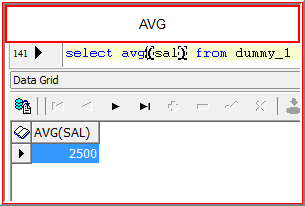 AVG
141 select avg(sal) from dummy_1
Data Grid
AVG(SAL)
2500